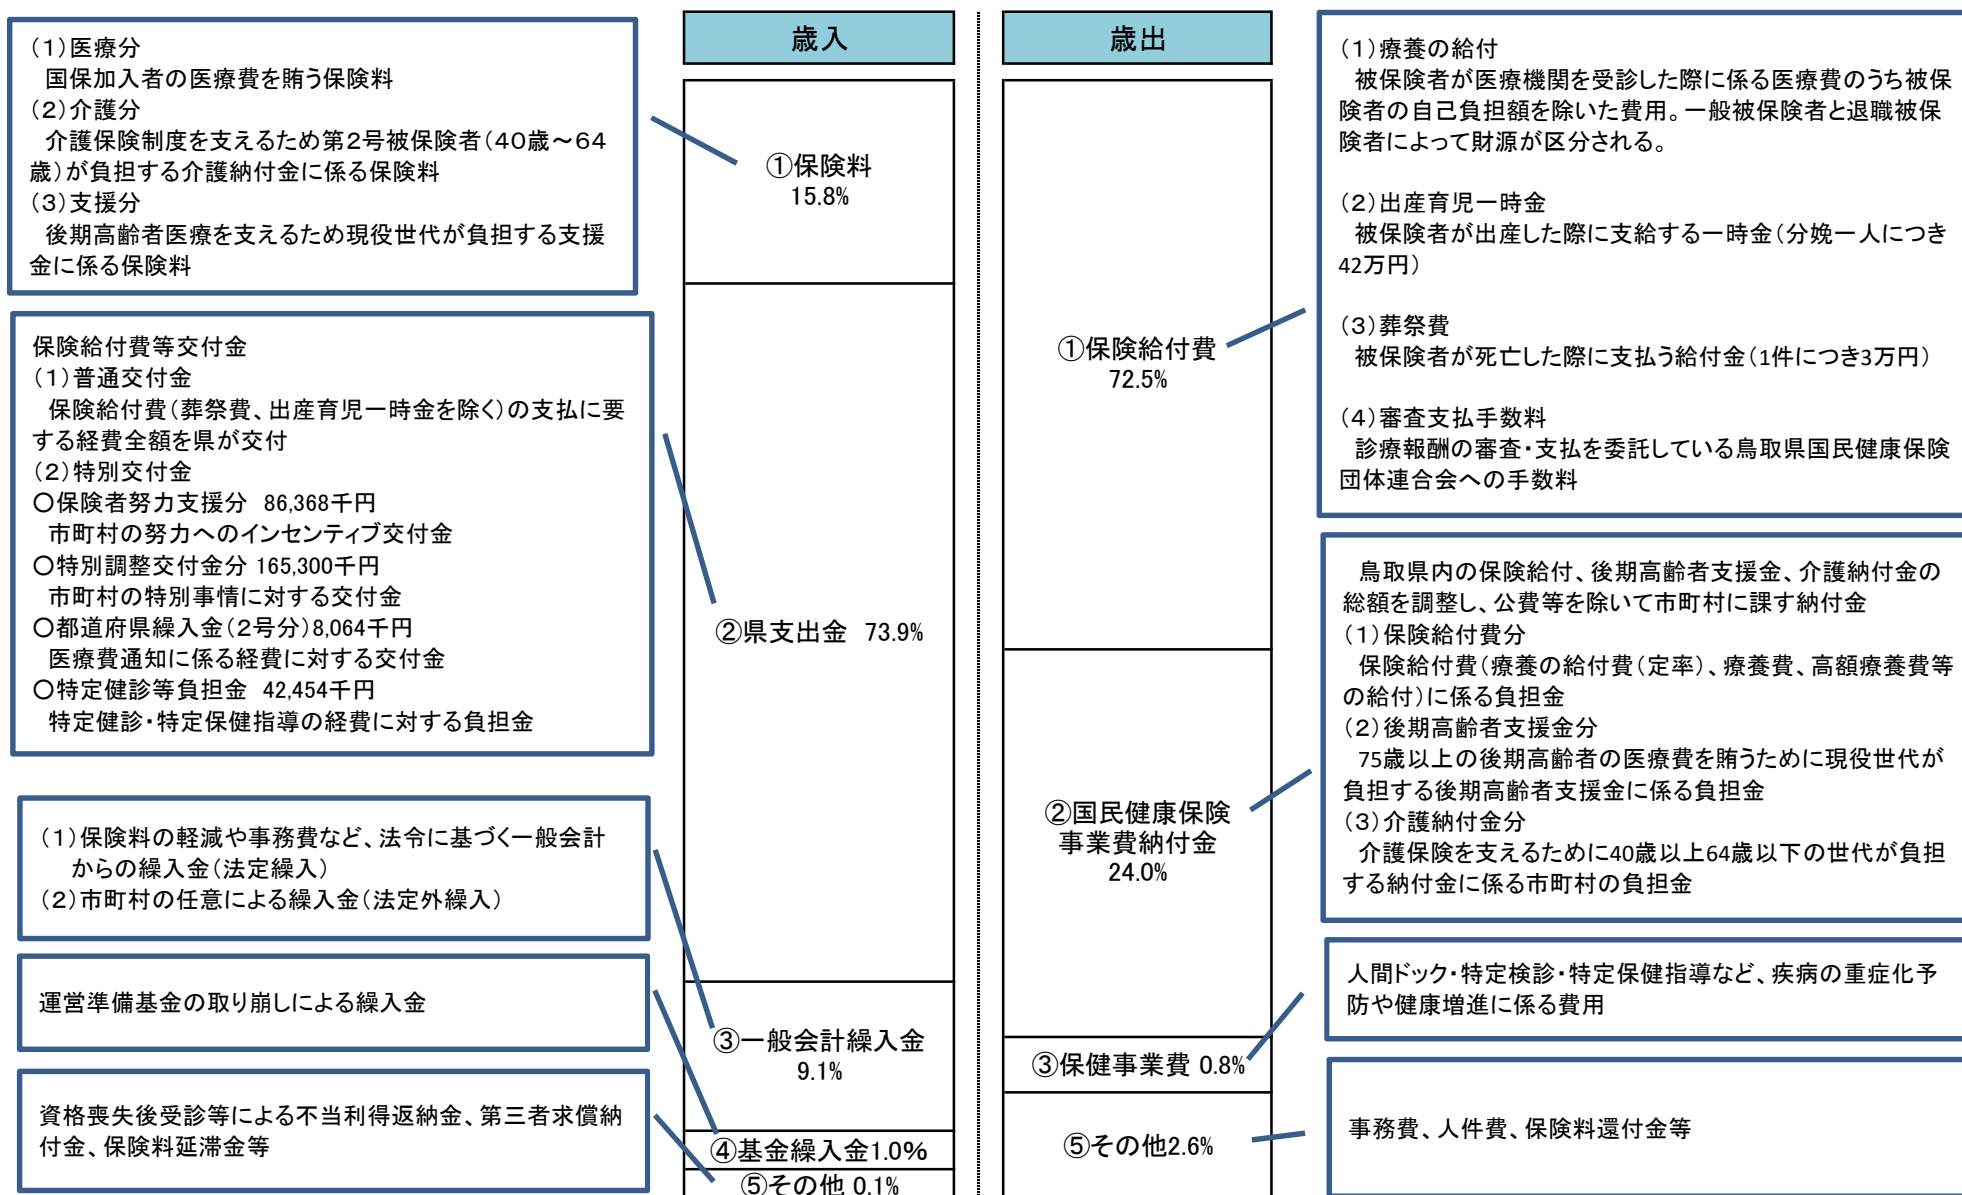 歳入
(1)医療分
国保加入者の医療費を賄う保険料
(2)介護分
介護保険制度を支えるため第2号被保険者(40歳～64
歳)が負担する介護納付金に係る保険料
(3)支援分
後期高齢者医療を支えるため現役世代が負担する支援
金に係る保険料
①保険料
15.8%
保険給付費等交付金
(1)普通交付金
保険給付費(葬祭費、出産育児一時金を除く)の支払に要
する経費全額を県が交付
(2)特別交付金
〇保険者努力支援分 86,368千円
市町村の努力へのインセンティブ交付金
〇特別調整交付金分 165,300千円
市町村の特別事情に対する交付金
〇都道府県繰入金(2号分)8,064千円
医療費通知に係る経費に対する交付金
〇特定健診等負担金 42,454千円
特定健診・特定保健指導の経費に対する負担金
②県支出金 73.9%
(1)保険料の軽減や事務費など、法令に基づく一般会計
からの繰入金(法定繰入)
(2)市町村の任意による繰入金(法定外繰入)
③一般会計繰入金
9.1%
運営準備基金の取り崩しによる繰入金
④基金繰入金1.0%
資格喪失後受診等による不当利得返納金、第三者求償納
付金、保険料延滞金等
⑤その他 0.1%
歳出
①保険給付費
72.5%
(1)療養の給付
被保険者が医療機関を受診した際に係る医療費のうち被保
険者の自己負担額を除いた費用。一般被保険者と退職被保
険者によって財源が区分される。
(2)出産育児一時金
被保険者が出産した際に支給する一時金(分娩一人につき
42万円)
(3)葬祭費
被保険者が死亡した際に支払う給付金(1件につき3万円)
(4)審査支払手数料
診療報酬の審査・支払を委託している鳥取県国民健康保険
団体連合会への手数料
②国民健康保険
事業費納付金
24.0%
鳥取県内の保険給付、後期高齢者支援金、介護納付金の
総額を調整し、公費等を除いて市町村に課す納付金
(1)保険給付費分
保険給付費(療養の給付費(定率)、療養費、高額療養費等
の給付)に係る負担金
(2)後期高齢者支援金分
75歳以上の後期高齢者の医療費を賄うために現役世代が
負担する後期高齢者支援金に係る負担金
(3)介護納付金分
介護保険を支えるために40歳以上64歳以下の世代が負担
する納付金に係る市町村の負担金
③保健事業費 0.8%
人間ドック・特定検診・特定保健指導など、疾病の重症化予
防や健康増進に係る費用
⑤その他2.6%
事務費、人件費、保険料還付金等